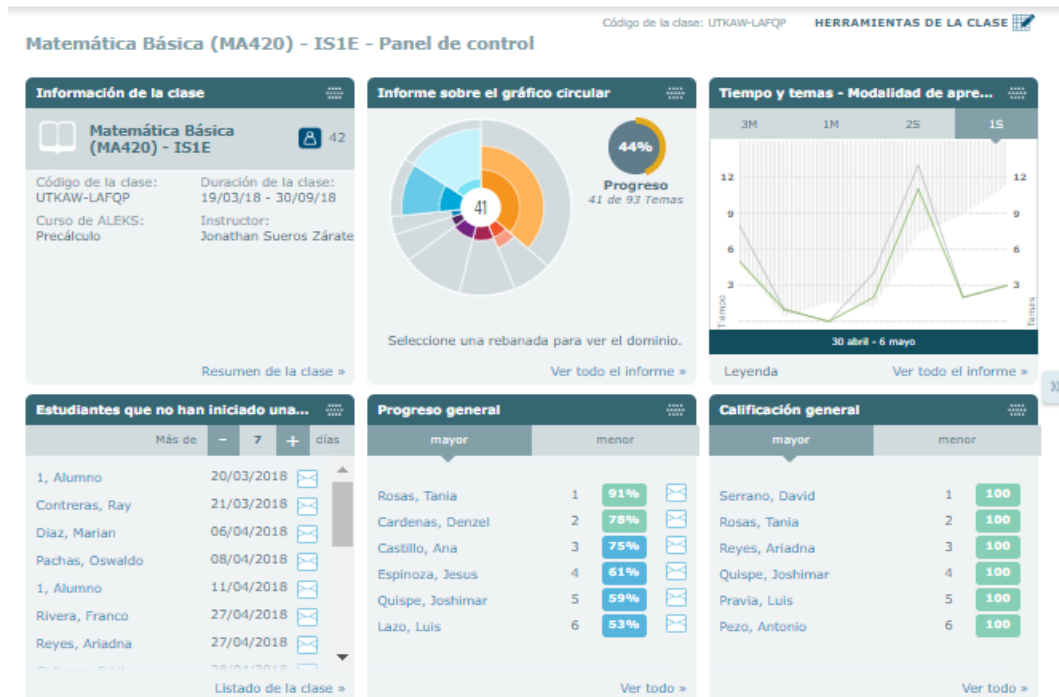 Código de la clase: UTKAW-LAFQP HERRAMIENTAS DE LA CLASE
Matemática Básica (MA420) - IS1E - Panel de control
Información de la clase
Matemática Básica (MA420) - IS1E
42
Código de la clase:
UTKAW-LAFQP
Duración de la clase:
19/03/18 - 30/09/18
Curso de ALEKS:
Precálculo
Instructor:
Jonathan Sueros Zárate
Resumen de la clase »
Informe sobre el gráfico circular
41
44%
Progreso
41 de 93 Temas
Seleccione una rebanada para ver el dominio.
Ver todo el informe »
Tiempo y temas - Modalidad de apre...
3M 1M 2S 1S
12 12
9 9
6 6
3 3
Tiempo
Temas
30 abril - 6 mayo
Leyenda Ver todo el informe »
Estudiantes que no han iniciado una...
Más de - 7 + días
1, Alumno 20/03/2018
Contreras, Ray 21/03/2018
Diaz, Marian 06/04/2018
Pachas, Oswaldo 08/04/2018
1, Alumno 11/04/2018
Rivera, Franco 27/04/2018
Reyes, Ariadna 27/04/2018
Listado de la clase »
Progreso general
mayor menor
Rosas, Tania 1 91%
Cardenas, Denzel 2 78%
Castillo, Ana 3 75%
Espinoza, Jesus 4 61%
Quispe, Joshimar 5 59%
Lazo, Luis 6 53%
Ver todo »
Calificación general
mayor menor
Serrano, David 1 100
Rosas, Tania 2 100
Reyes, Ariadna 3 100
Quispe, Joshimar 4 100
Pravia, Luis 5 100
Pezo, Antonio 6 100
Ver todo »
»